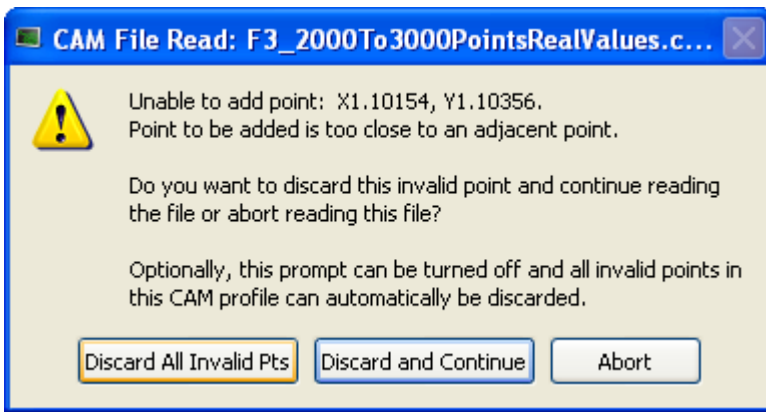 CAM File Read: F3_2000To3000PointsRealValues.c...
Unable to add point:  X1.10154, Y1.10356.
Point to be added is too close to an adjacent point.
Do you want to discard this invalid point and continue reading
the file or abort reading this file?
Optionally, this prompt can be turned off and all invalid points in
this CAM profile can automatically be discarded.
Discard All Invalid Pts
Discard and Continue
Abort